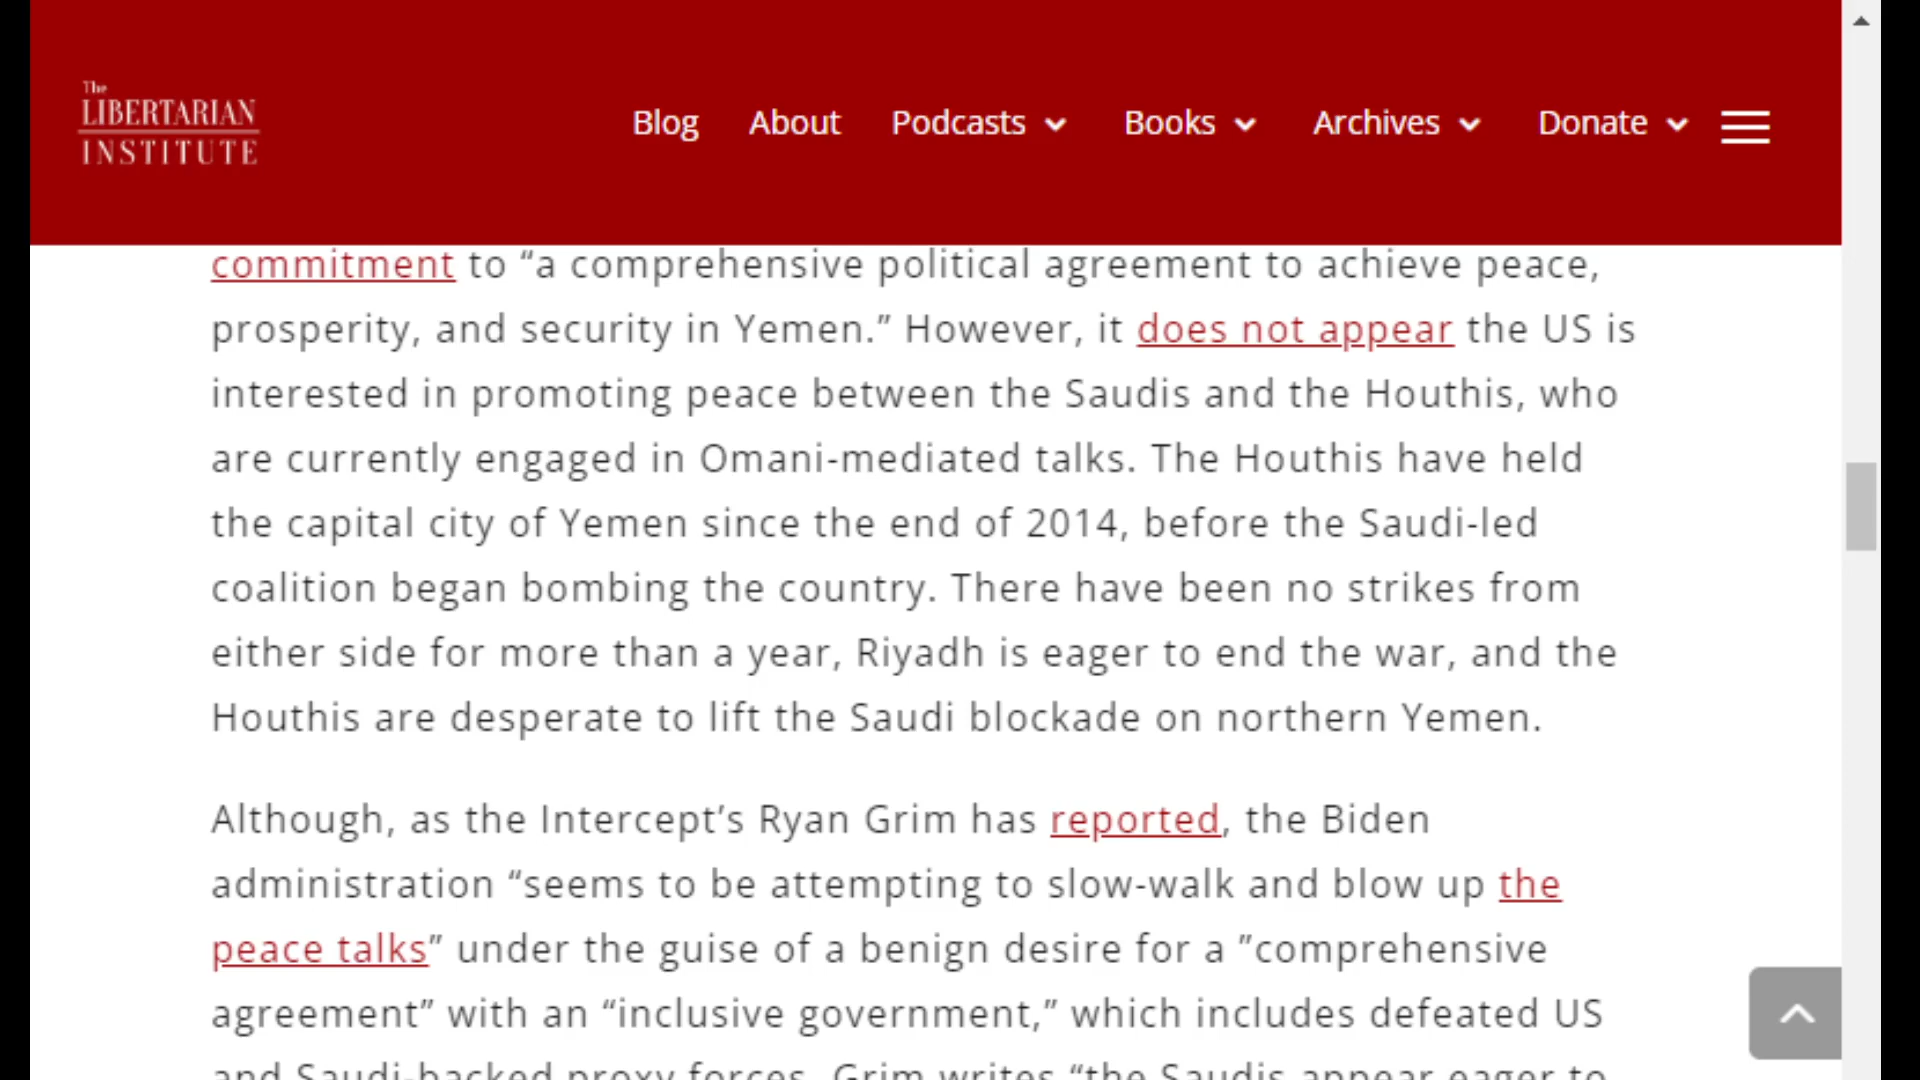 The
LIBERTARIAN
INSTITUTE
Blog About Podcasts Books Archives Donate
commitment to “a comprehensive political agreement to achieve peace,
prosperity, and security in Yemen.” However, it does not appear the US is
interested in promoting peace between the Saudis and the Houthis, who
are currently engaged in Omani-mediated talks. The Houthis have held
the capital city of Yemen since the end of 2014, before the Saudi-led
coalition began bombing the country. There have been no strikes from
either side for more than a year, Riyadh is eager to end the war, and the
Houthis are desperate to lift the Saudi blockade on northern Yemen.
Although, as the Intercept’s Ryan Grim has reported, the Biden
administration “seems to be attempting to slow-walk and blow up the
peace talks” under the guise of a benign desire for a ”comprehensive
agreement” with an “inclusive government,” which includes defeated US
and Saudi-backed proxy forces. Grim writes “the Saudis appear eager to